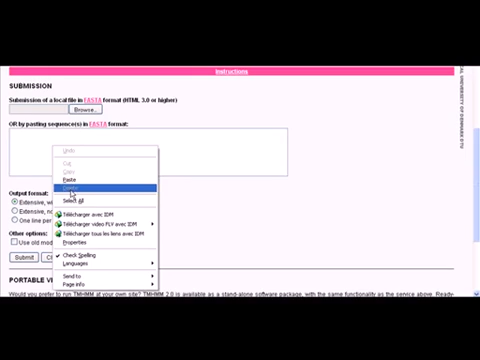 Instructions
SUBMISSION
Submission of a local file in FASTA format (HTML 3.0 or higher)
Browse...
OR by pasting sequence(s) in FASTA format:
Undo
Cut
Copy
Paste
Delete
Select All
Télécharger avec IDM
Télécharger video FLV avec IDM
Télécharger tous les liens avec IDM
Properties
Check Spelling
Languages
Send to
Page info
Output format:
Extensive, wi
Extensive, no
One line per
Other options:
Use old mod
Submit
PORTABLE V
Would you prefer to run TMHMM at your own site? TMHMM 2.0 is available as a stand-alone software package, with the same functionality as the service above. Ready-
UNIVERSITY OF DENMARK DTU